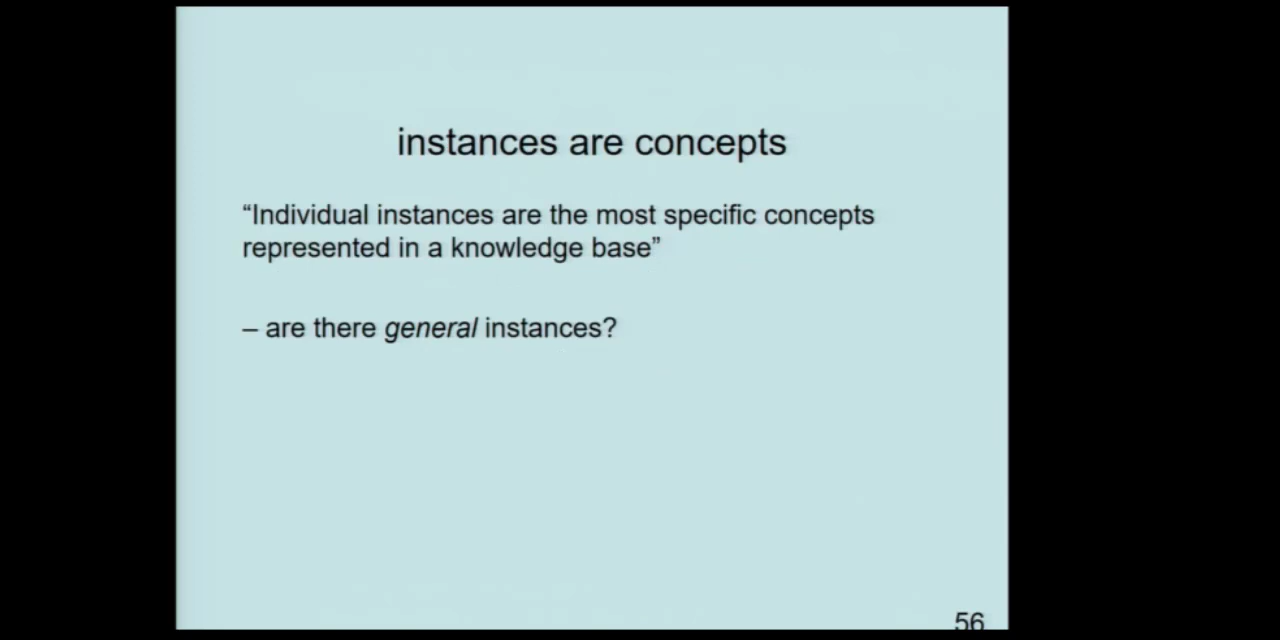 instances are concepts
“Individual instances are the most specific concepts
represented in a knowledge base”
– are there general instances?
56